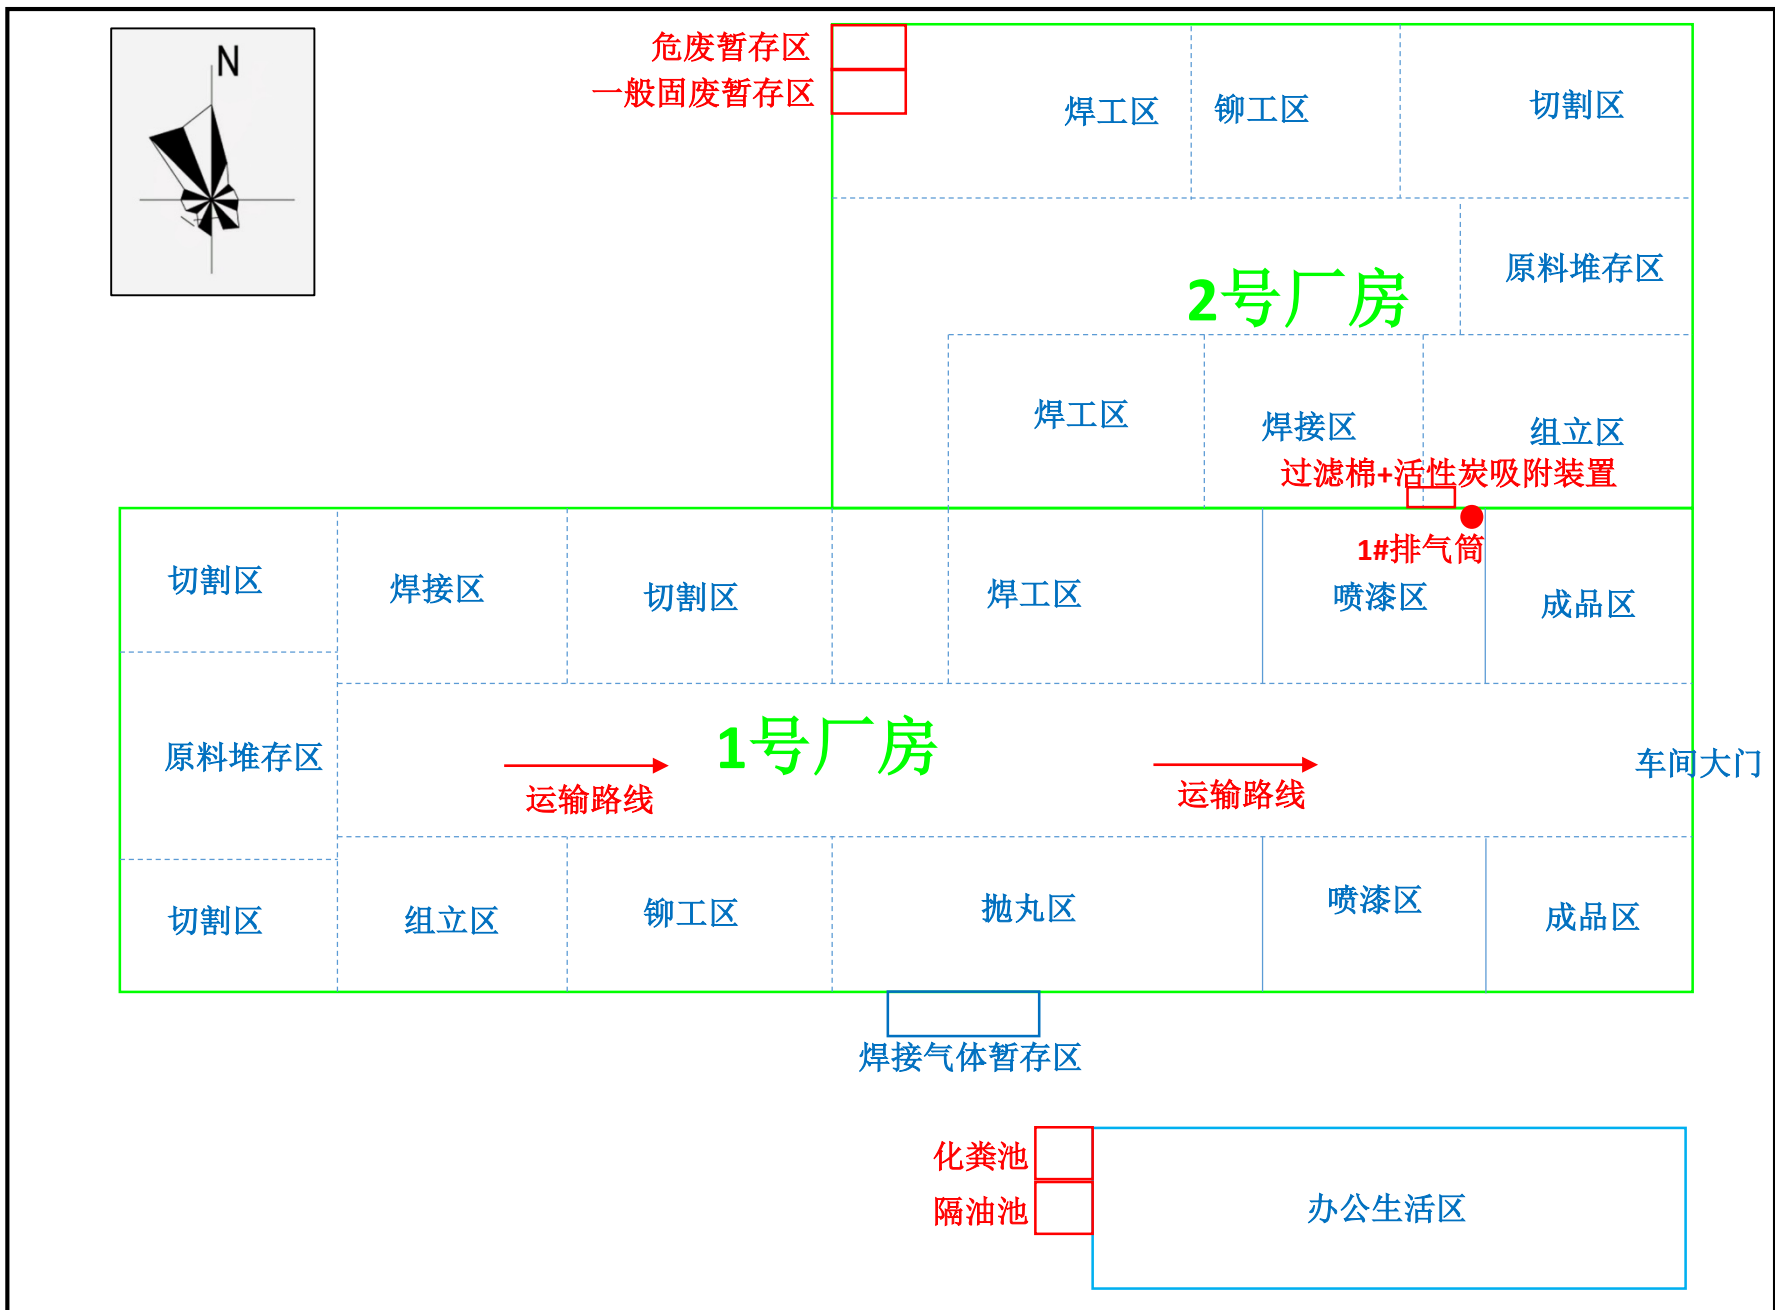 N
危废暂存区
一般固废暂存区
焊工区
铆工区
切割区
原料堆存区
2号厂房
焊工区
焊接区
组立区
过滤棉+活性炭吸附装置
1#排气筒
切割区
焊接区
切割区
焊工区
喷漆区
成品区
原料堆存区
1号厂房
运输路线
运输路线
车间大门
切割区
组立区
铆工区
抛丸区
喷漆区
成品区
焊接气体暂存区
化粪池
隔油池
办公生活区